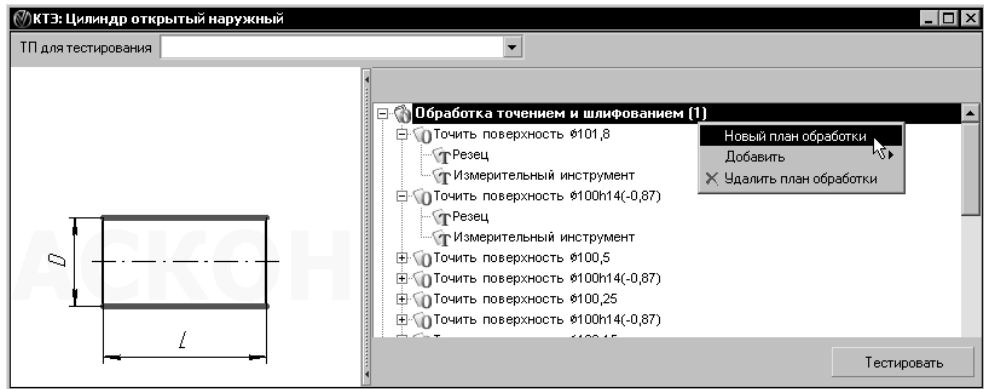 КТЭ: Цилиндр открытый наружный
ТП для тестирования
Обработка точением и шлифованием (1)
Точить поверхность ø101,8
Резец
Измерительный инструмент
Точить поверхность ø100h14(-0,87)
Резец
Измерительный инструмент
Точить поверхность ø100,5
Точить поверхность ø100h14(-0,87)
Точить поверхность ø100,25
Точить поверхность ø100h14(-0,87)
Новый план обработки
Добавить
Удалить план обработки
АСКОН
D
L
Тестировать